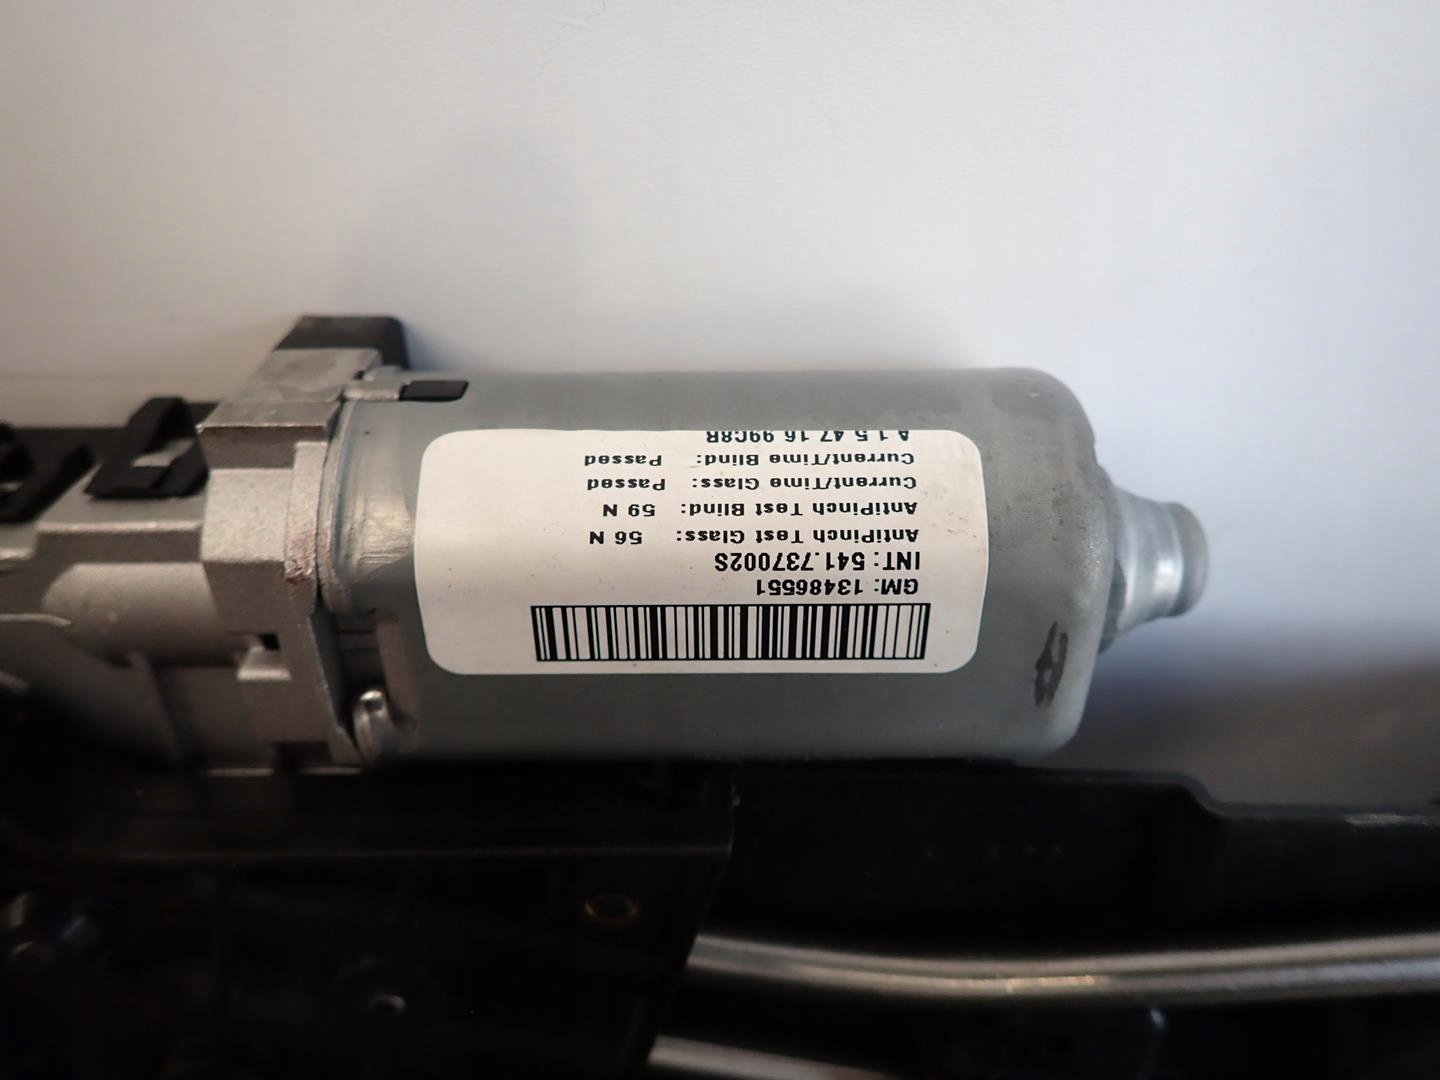 GM: 13486551
INT: 541.737002S
AntiPinch Test Glass: 56 N
AntiPinch Test Blind: 59 N
Current/Time Glass: Passed
Current/Time Blind: Passed
A 1.5.47 16 99C8R